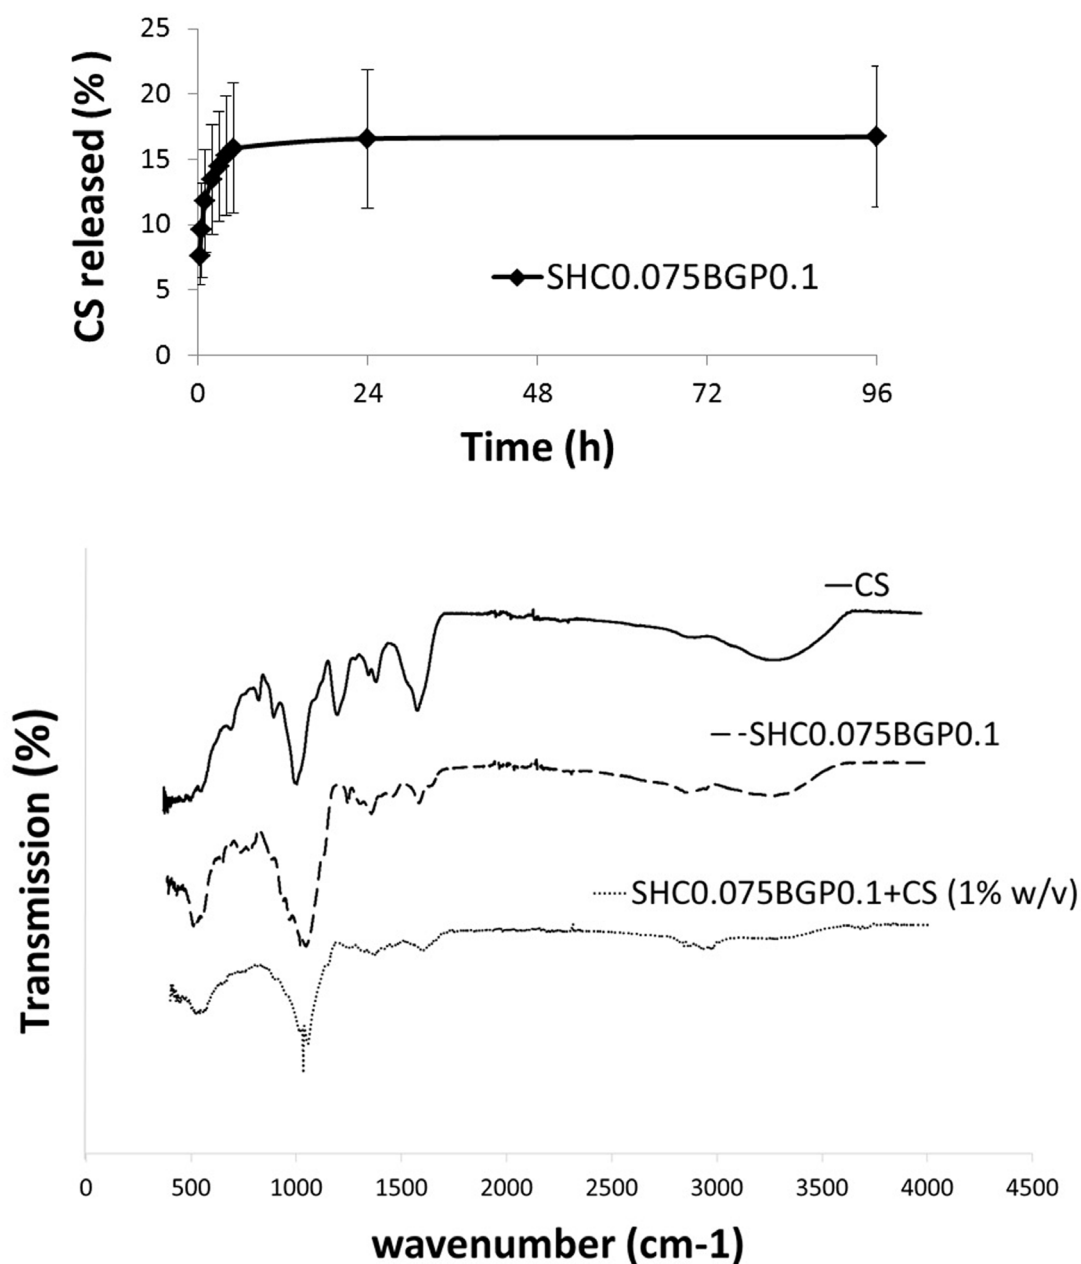 25
20
15
10
5
0
CS released (% )
SHC0.075BGP0.1
0 24 48 72 96
Time (h)
CS
SHC0.075BGP0.1
SHC0.075BGP0.1+CS (1% w/v)
Transmission (%)
0 500 1000 1500 2000 2500 3000 3500 4000 4500
wavenumber (cm-1)